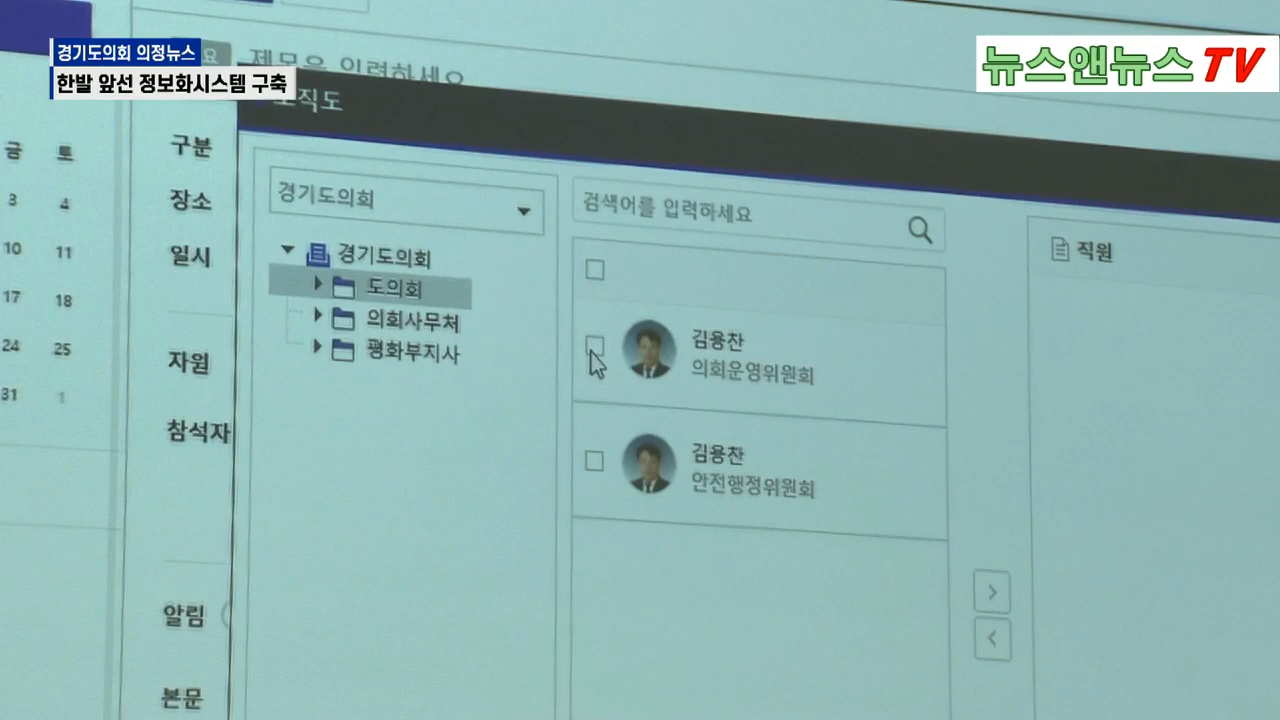 경기도의회 의정뉴스
한발 앞선 정보화시스템 구축
뉴스앤뉴스 TV
제목을 입력하세요
조직도
금 토
3 4
10 11
17 18
24 25
31 1
구분
장소
일시
자원
참석자
알림
본문
경기도의회
경기도의회
도의회
의회사무처
평화부지사
검색어를 입력하세요
김용찬
의회운영위원회
김용찬
안전행정위원회
직원